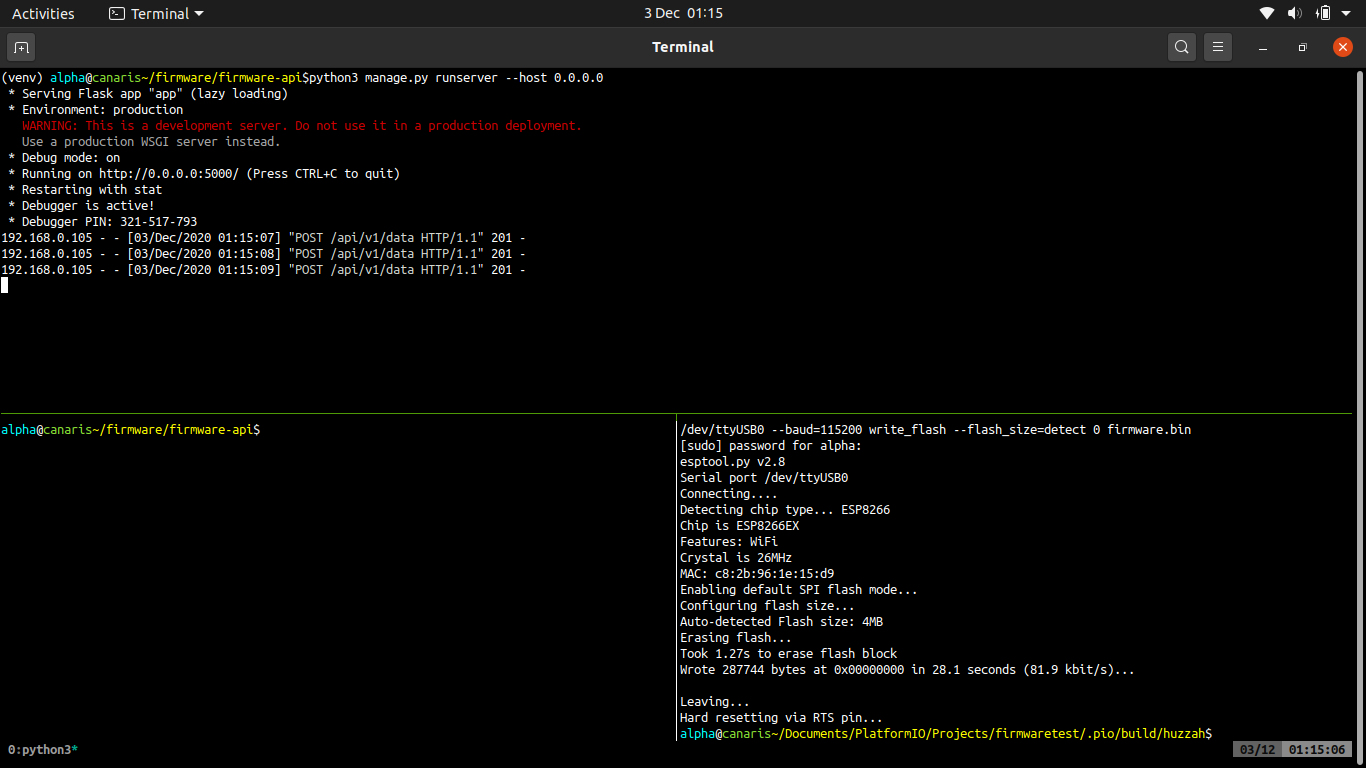 Activities Terminal 3 Dec 01:15
Terminal
(venv) alpha@canaris~/firmware/firmware-api$python3 manage.py runserver --host 0.0.0.0
* Serving Flask app "app" (lazy loading)
* Environment: production
WARNING: This is a development server. Do not use it in a production deployment.
Use a production WSGI server instead.
* Debug mode: on
* Running on http://0.0.0.0:5000/ (Press CTRL+C to quit)
* Restarting with stat
* Debugger is active!
* Debugger PIN: 321-517-793
192.168.0.105 - - [03/Dec/2020 01:15:07] "POST /api/v1/data HTTP/1.1" 201 -
192.168.0.105 - - [03/Dec/2020 01:15:08] "POST /api/v1/data HTTP/1.1" 201 -
192.168.0.105 - - [03/Dec/2020 01:15:09] "POST /api/v1/data HTTP/1.1" 201 -
alpha@canaris~/firmware/firmware-api$
/dev/ttyUSB0 --baud=115200 write_flash --flash_size=detect 0 firmware.bin
[sudo] password for alpha:
esptool.py v2.8
Serial port /dev/ttyUSB0
Connecting....
Detecting chip type... ESP8266
Chip is ESP8266EX
Features: WiFi
Crystal is 26MHz
MAC: c8:2b:96:1e:15:d9
Enabling default SPI flash mode...
Configuring flash size...
Auto-detected Flash size: 4MB
Erasing flash...
Took 1.27s to erase flash block
Wrote 287744 bytes at 0x00000000 in 28.1 seconds (81.9 kbit/s)...
Leaving...
Hard resetting via RTS pin...
alpha@canaris~/Documents/PlatformIO/Projects/firmwaretest/.pio/build/huzzah$
0:python3* 03/12 01:15:06